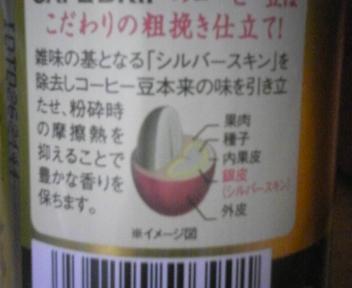 こだわりの粗挽き仕立て!
雑味の基となる「シルバースキン」を
除去しコーヒー豆本来の味を引き立
たせ、粉砕時
の摩擦熱を
抑えることで
豊かな香りを
保ちます。
果肉
種子
内果皮
銀皮
(シルバースキン)
外皮
※イメージ図